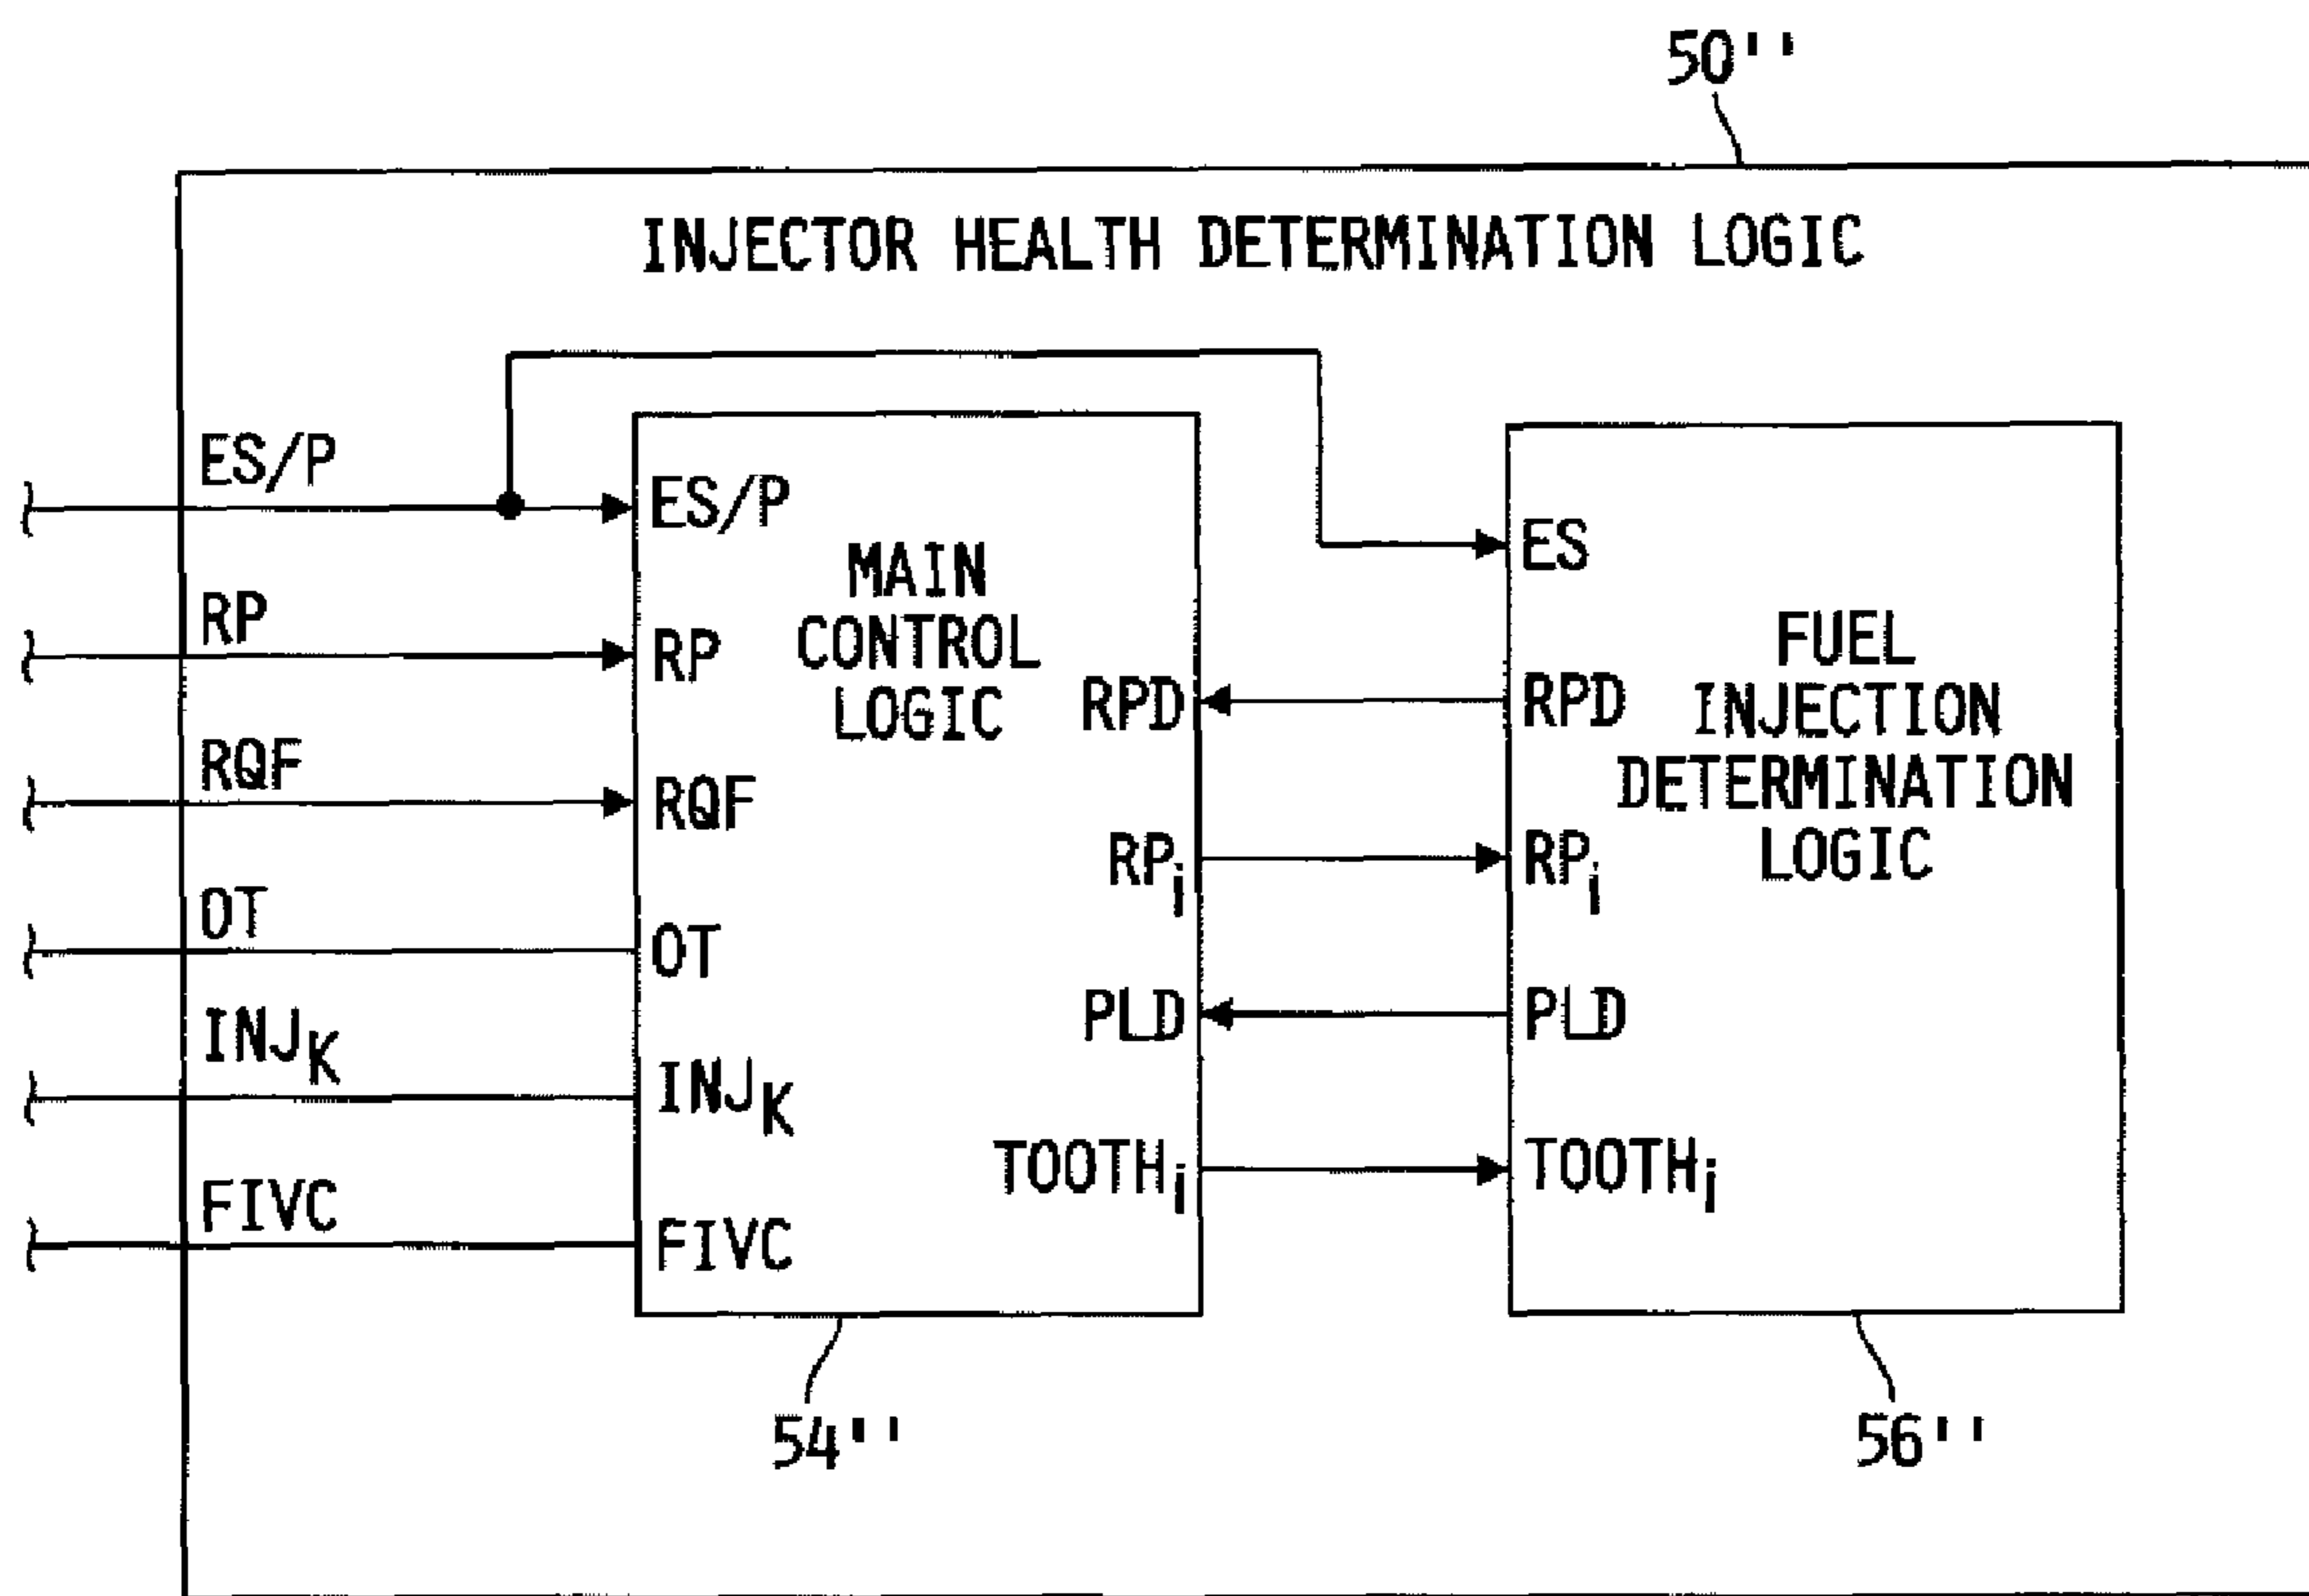 50''
INJECTOR HEALTH DETERMINATION LOGIC
ES/P
RP
RQF
OT
INJK
FIVC
ES/P
RP
RQF
OT
INJK
FIVC
MAIN
CONTROL
LOGIC
RPD
RPi
PLD
TOOTHi
ES
RPD
RPi
PLD
TOOTHi
FUEL
INJECTION
DETERMINATION
LOGIC
54''
56''